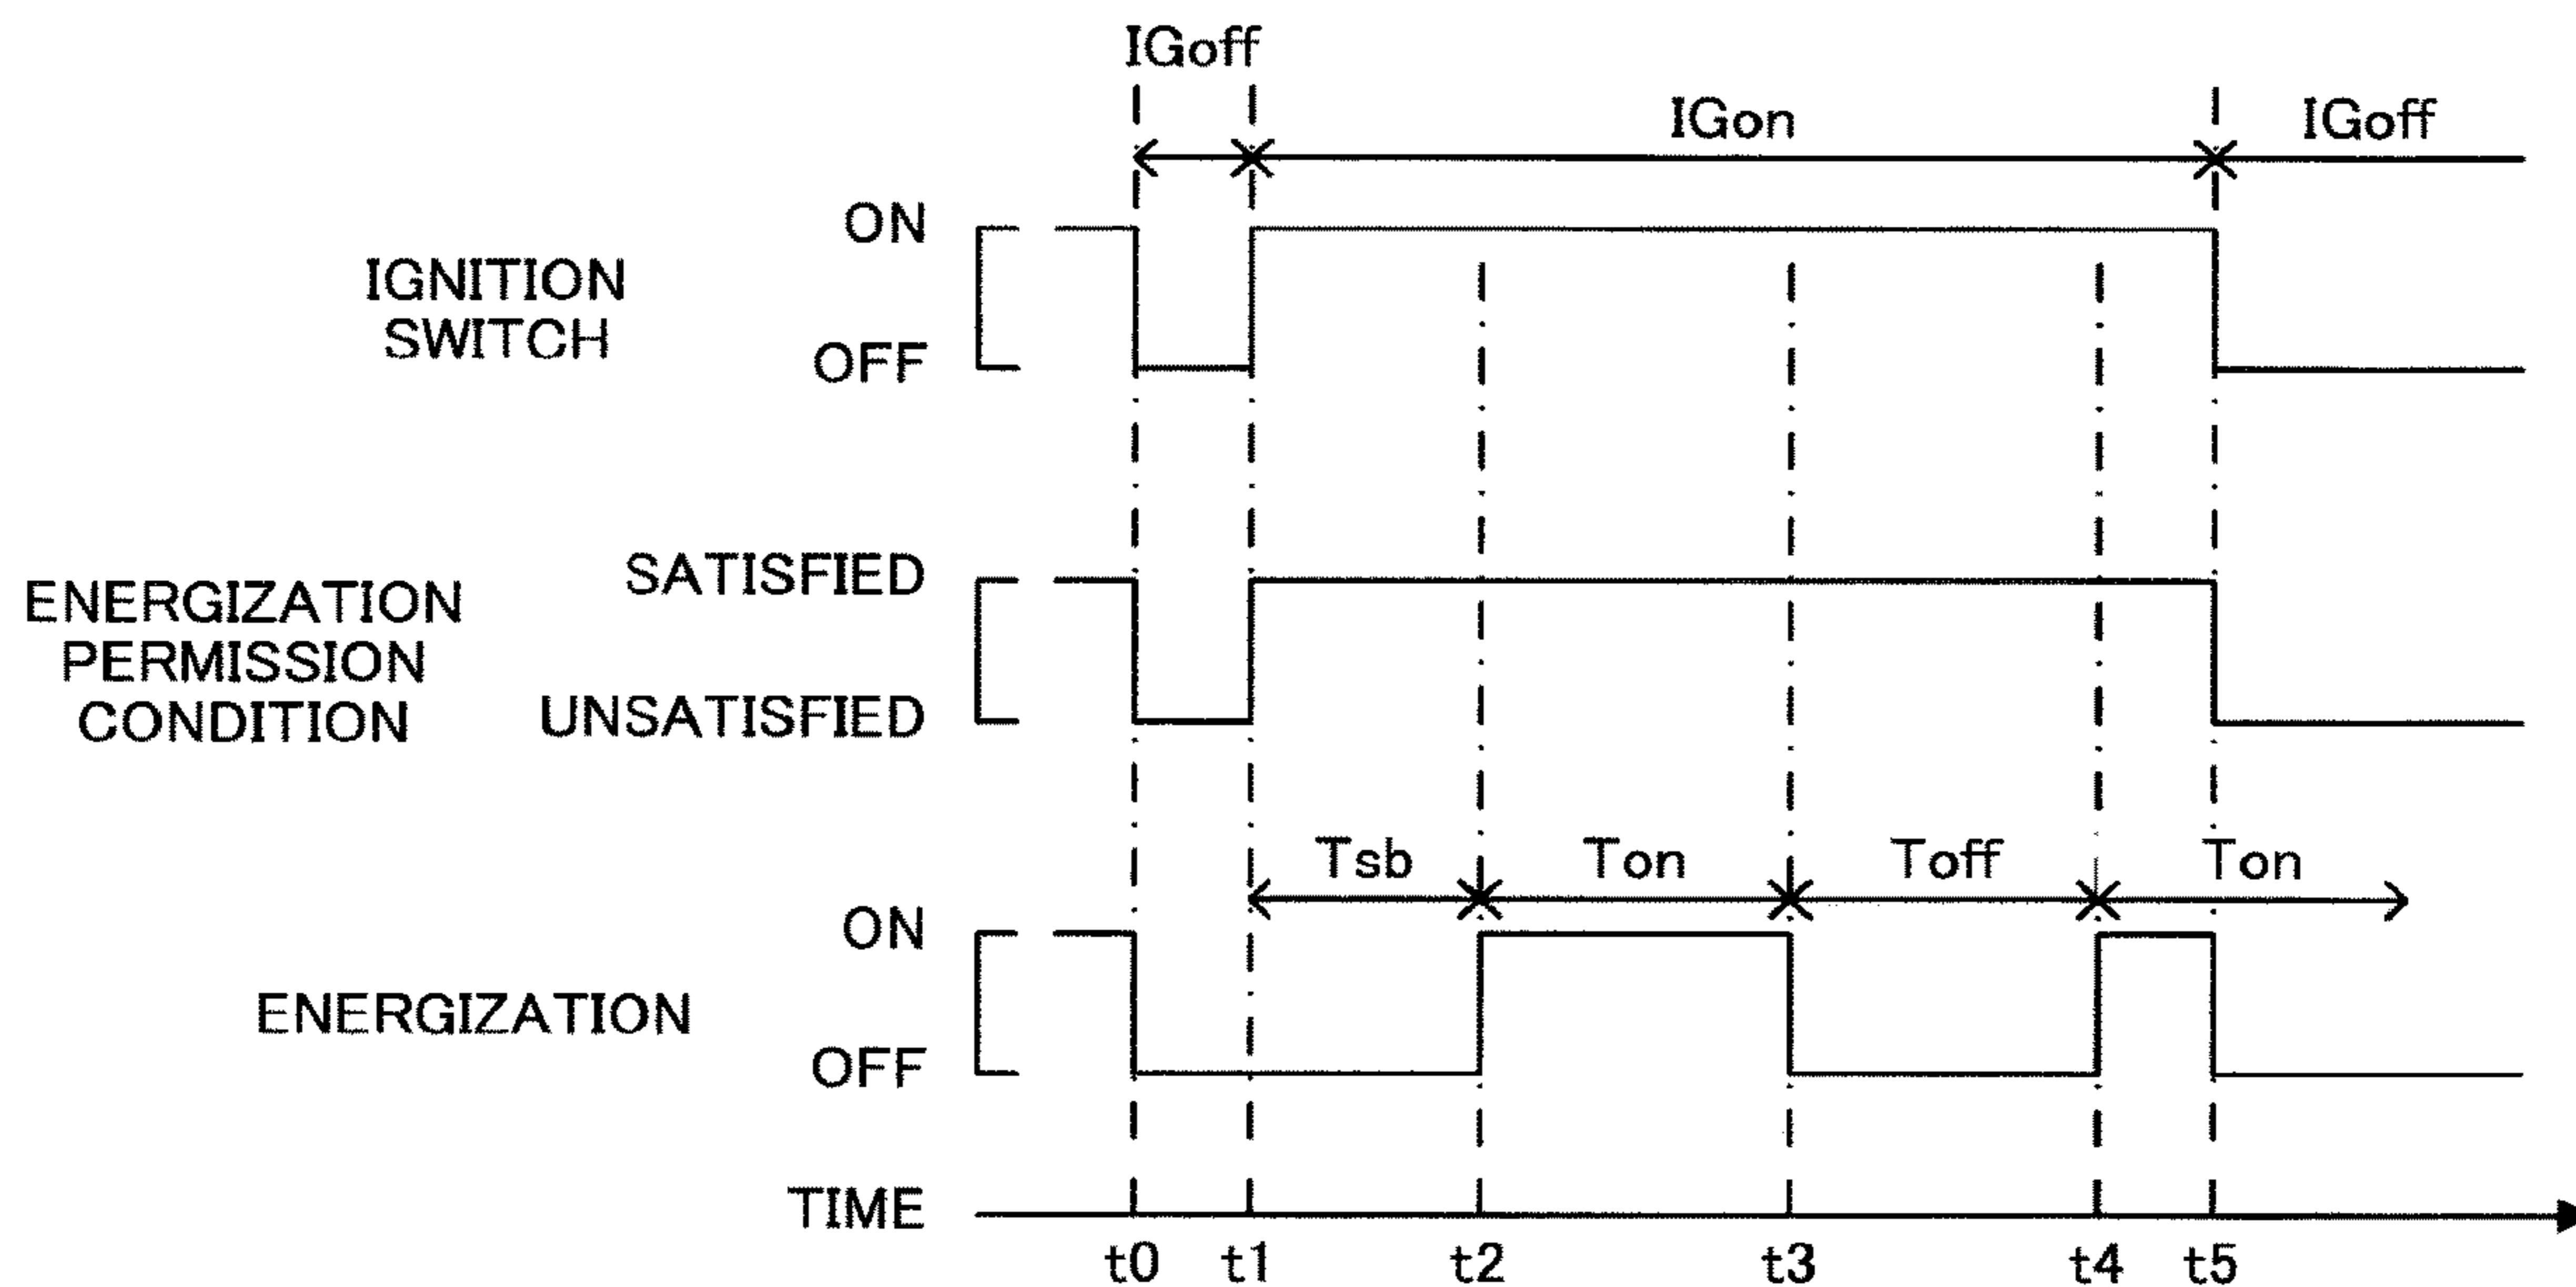 IGoff
IGon
IGoff
ON
IGNITION
SWITCH
OFF
SATISFIED
ENERGIZATION
PERMISSION
CONDITION
UNSATISFIED
Tsb
Ton
Toff
Ton
ON
ENERGIZATION
OFF
TIME
t0 t1 t2 t3 t4 t5